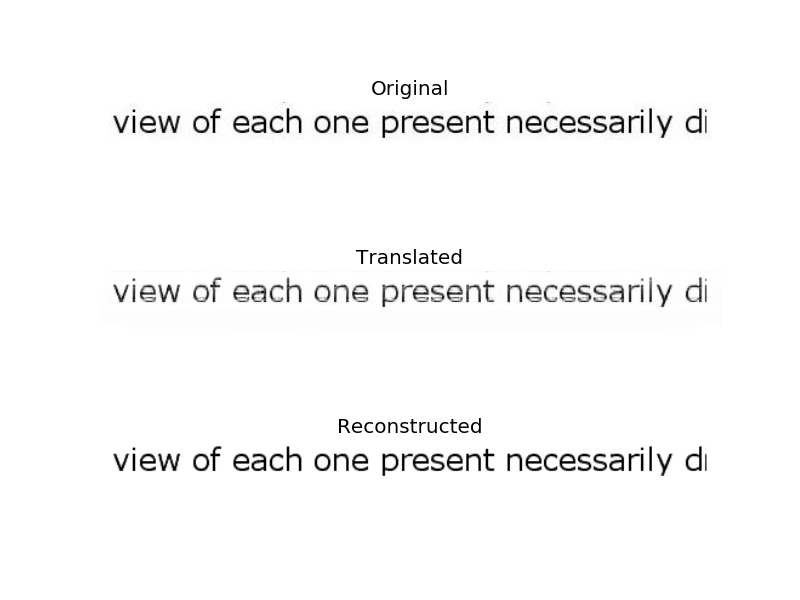 Original
view of each one present necessarily di
Translated
view of each one present necessarily di
Reconstructed
view of each one present necessarily di